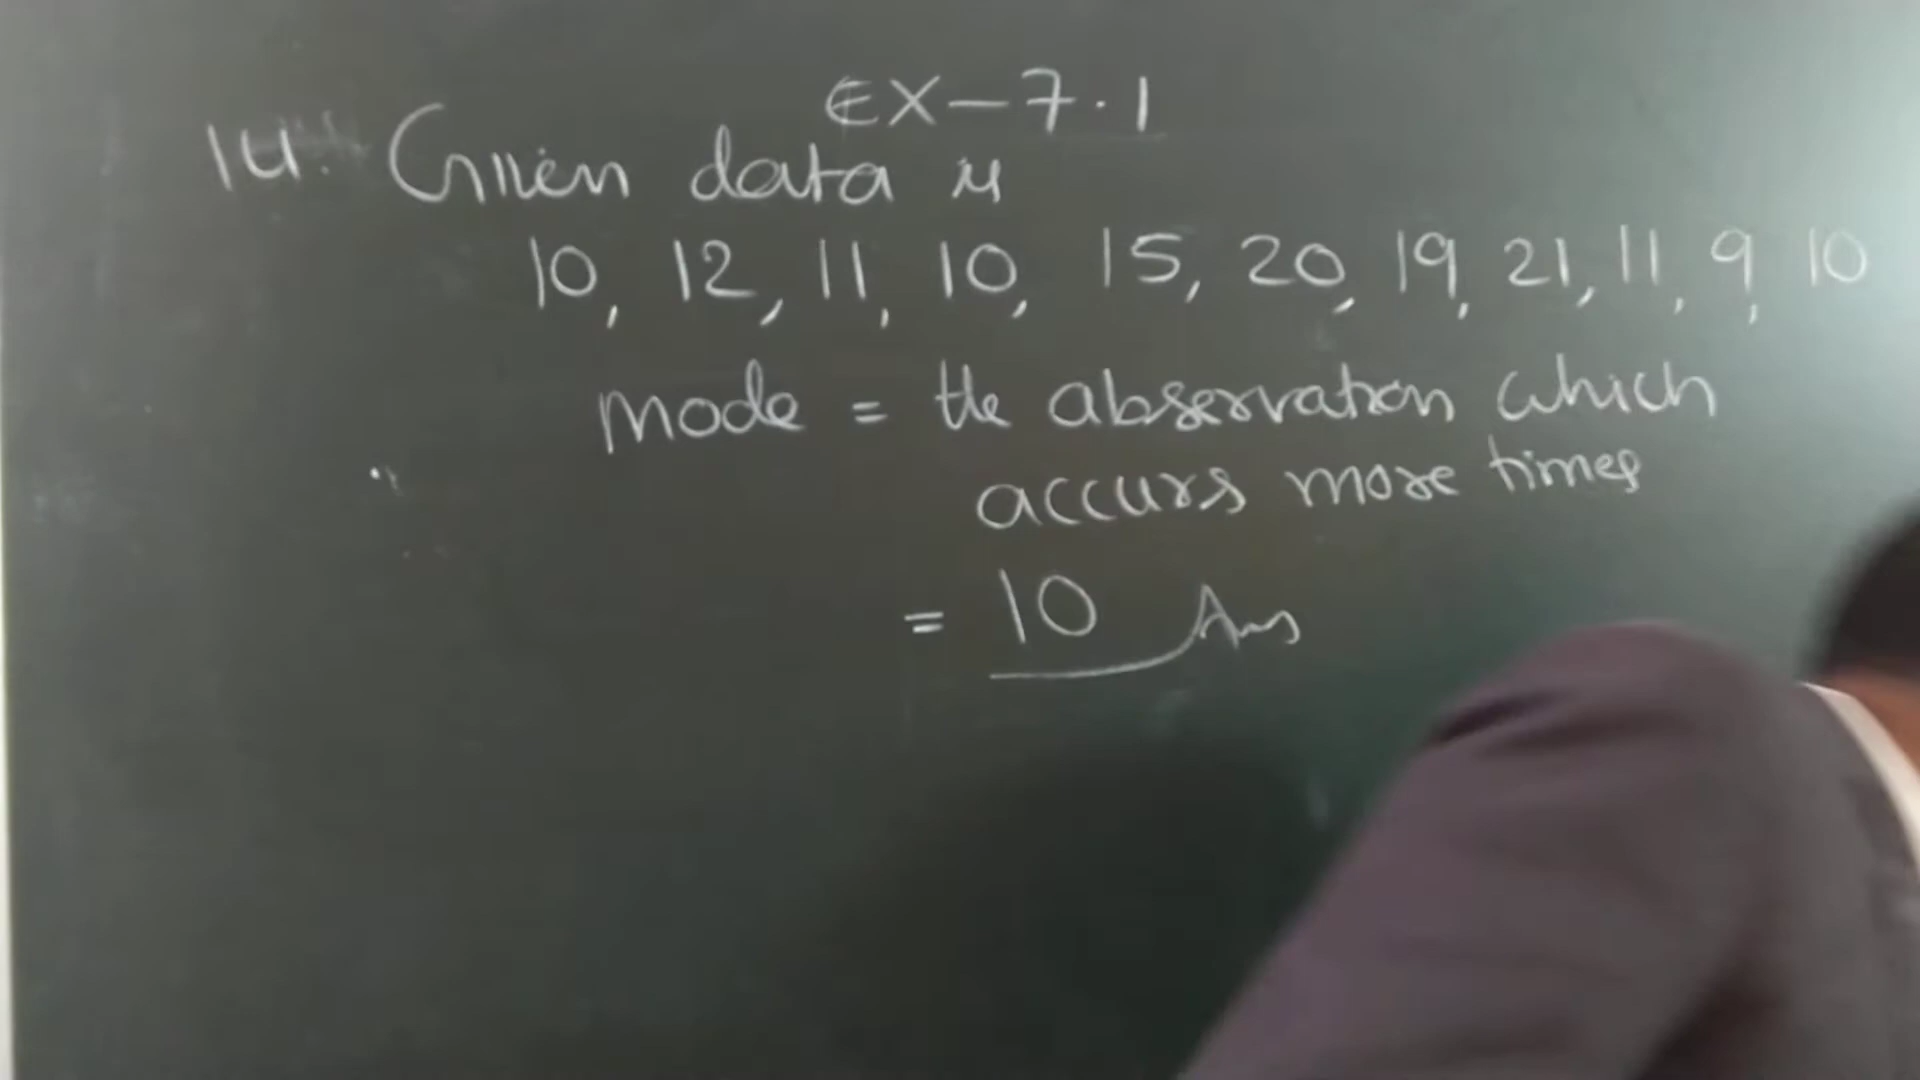 EX-7.1
14. Given data is
10, 12, 11, 10, 15, 20, 19, 21, 11, 9, 10
mode = the abservation which
accurs more times
= 10 Ans